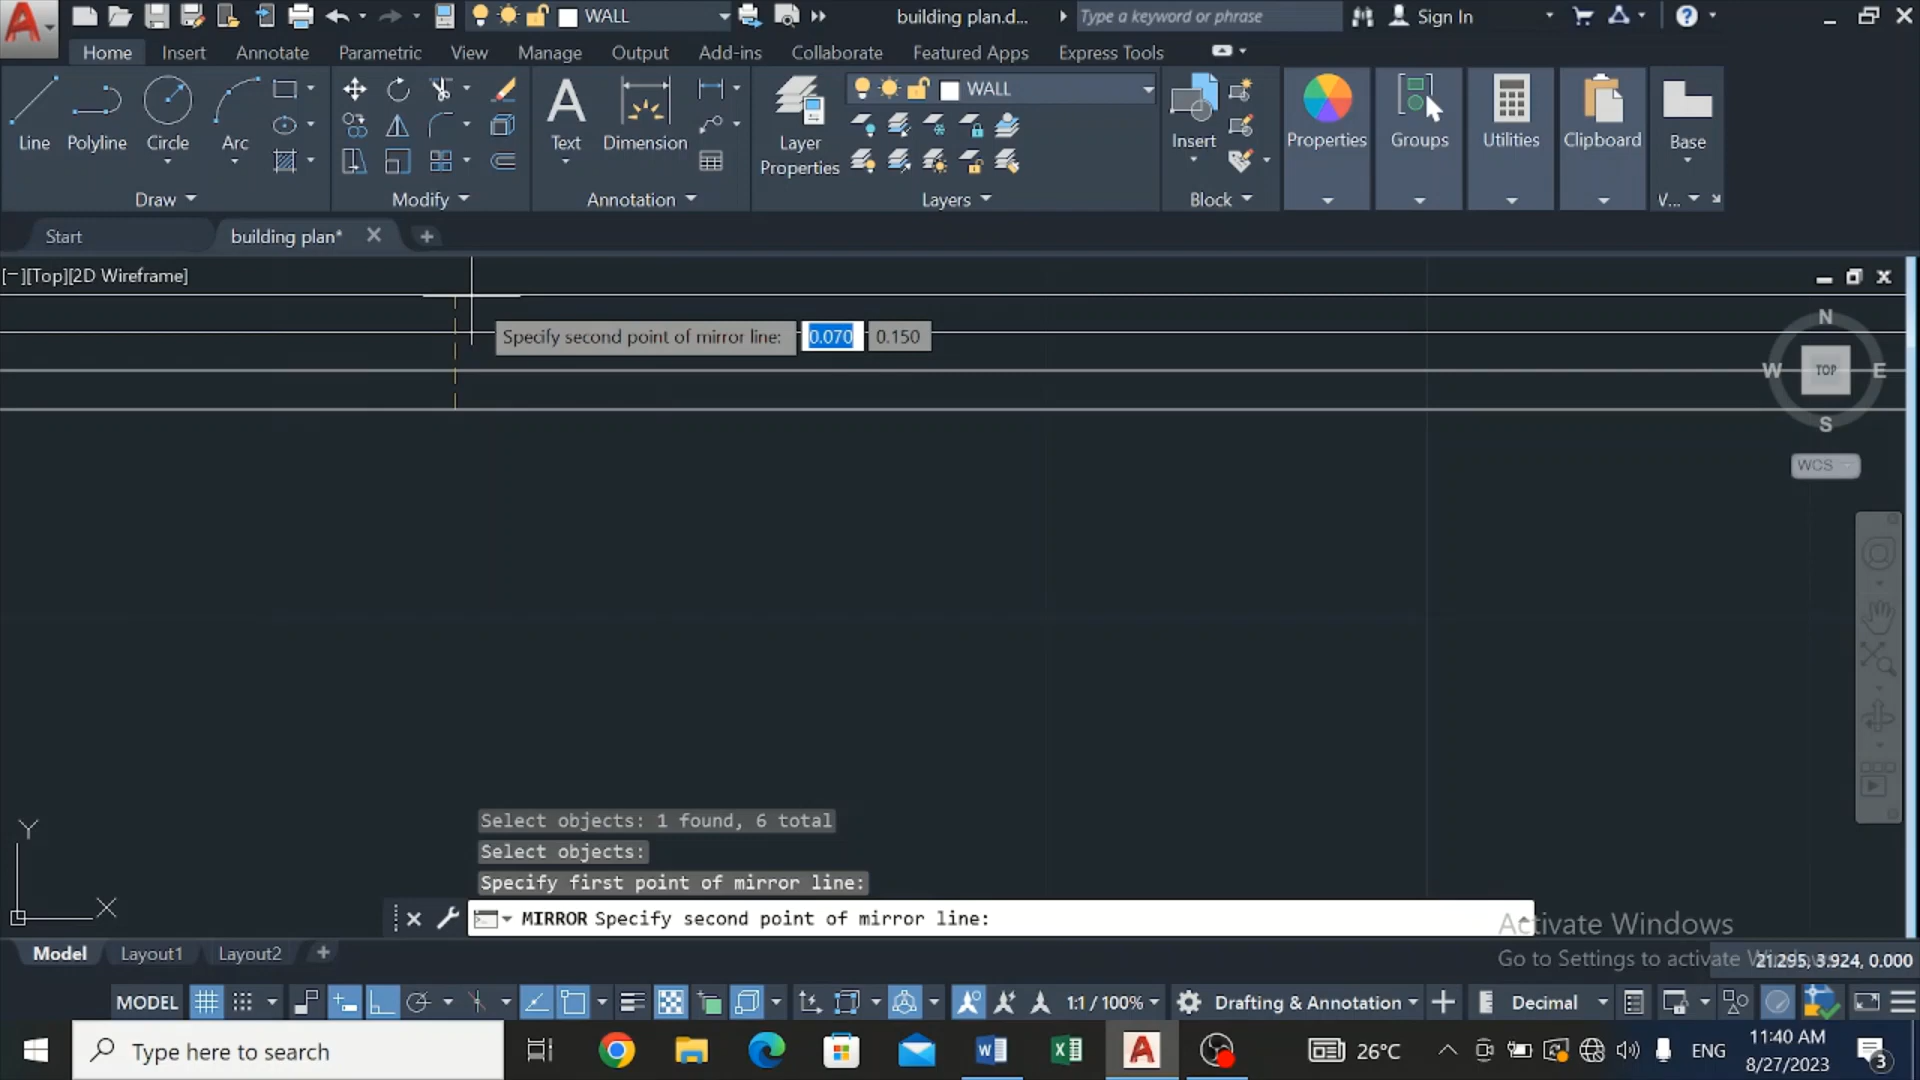 WALL
building plan.d...
Type a keyword or phrase
Sign In
Home
Insert
Annotate
Parametric
View
Manage
Output
Add-ins
Collaborate
Featured Apps
Express Tools
Line
Polyline
Circle
Arc
Text
Dimension
Layer
Properties
WALL
Insert
Properties
Groups
Utilities
Clipboard
Base
Draw
Modify
Annotation
Layers
Block
V...
Start
building plan*
[−][Top][2D Wireframe]
Specify second point of mirror line:
0.070
0.150
N
W
TOP
E
S
WCS
Select objects: 1 found, 6 total
Select objects:
Specify first point of mirror line:
Y
X
MIRROR Specify second point of mirror line:
Activate Windows
Go to Settings to activate
21.295, 3.924, 0.000
Model
Layout1
Layout2
MODEL
1:1 / 100%
Drafting & Annotation
Decimal
Type here to search
26°C
ENG
11:40 AM
8/27/2023
3